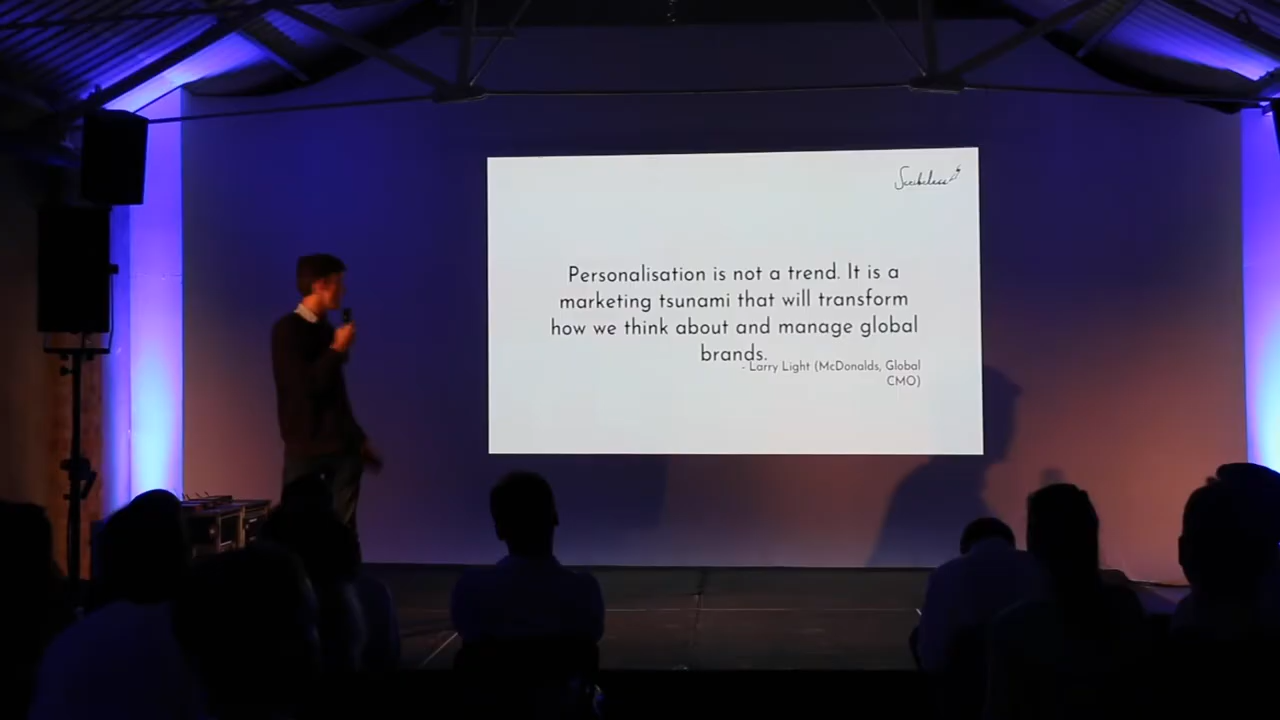 Scribeless
Personalisation is not a trend. It is a
marketing tsunami that will transform
how we think about and manage global
brands.
- Larry Light (McDonalds, Global
CMO)